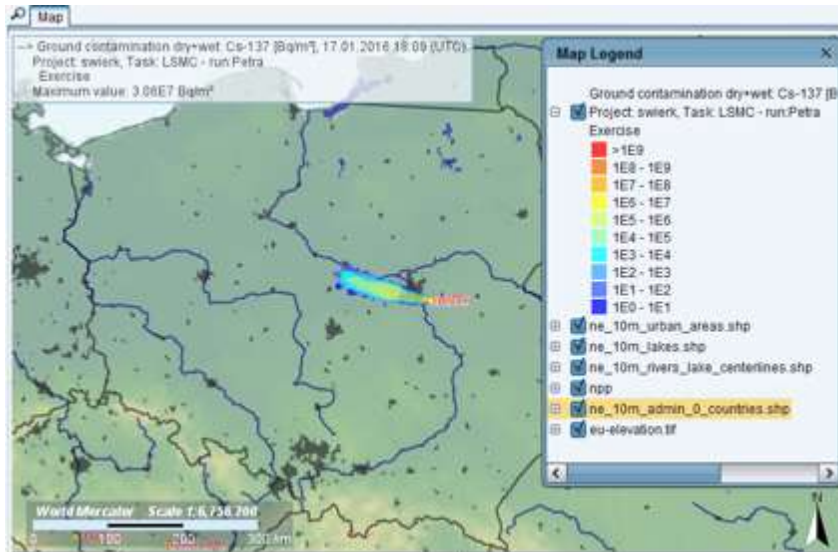 Map
--> Ground contamination dry+wet: Cs-137 [Bq/m²], 17.01.2016 18:09 (UTC)
Project: swierk, Task: LSMC - run Petra
Exercise
Maximum value: 3.06E7 Bq/m²
Map Legend
Ground contamination dry+wet: Cs-137 [B
Project: swierk, Task: LSMC - run:Petra
Exercise
>1E9
1E8 - 1E9
1E7 - 1E8
1E6 - 1E7
1E5 - 1E6
1E4 - 1E5
1E3 - 1E4
1E2 - 1E3
1E1 - 1E2
1E0 - 1E1
ne_10m_urban_areas.shp
ne_10m_lakes.shp
ne_10m_rivers_lake_centerlines.shp
npp
ne_10m_admin_0_countries.shp
eu-elevation.tif
World Mercator Scale 1:6,756,200
0 100 200 300 km
N